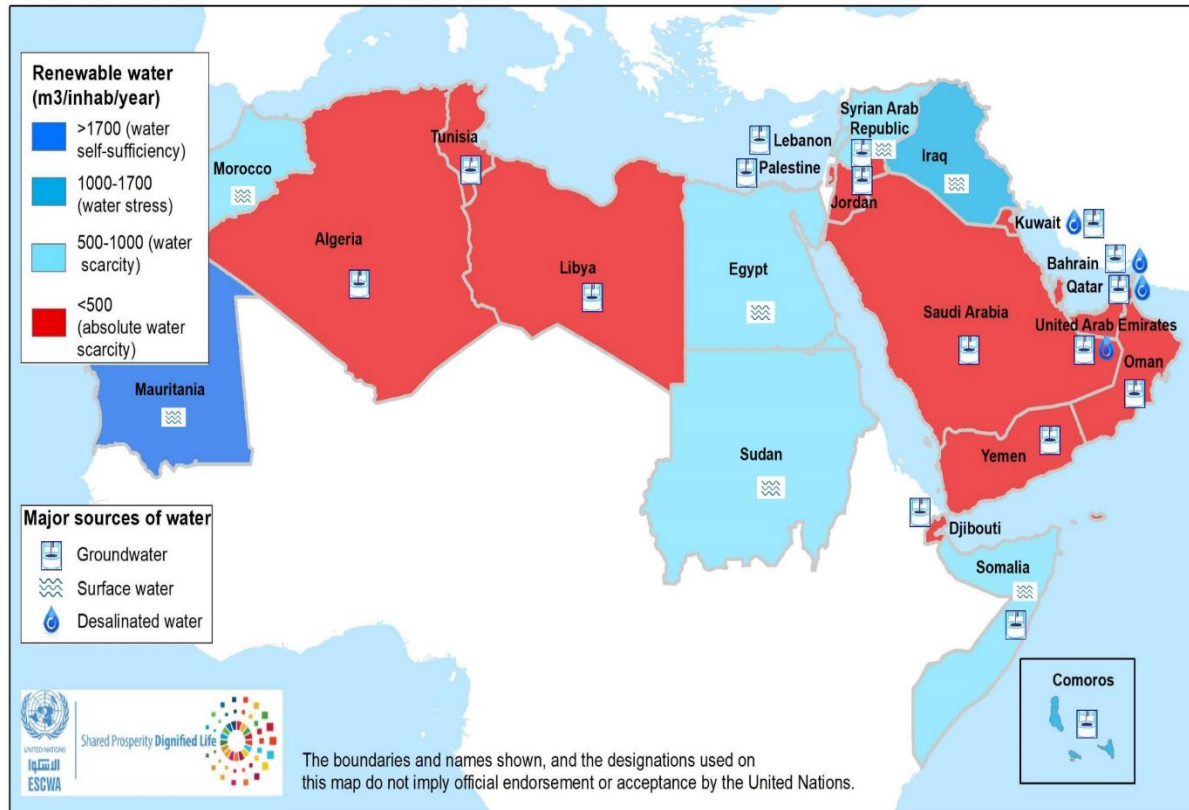 Renewable water
(m3/inhab/year)
>1700 (water
self-sufficiency)
1000-1700
(water stress)
500-1000 (water
scarcity)
<500
(absolute water
scarcity)
Morocco
Tunisia
Algeria
Libya
Egypt
Lebanon
Palestine
Syrian Arab
Republic
Iraq
Jordan
Kuwait
Bahrain
Qatar
Saudi Arabia
United Arab Emirates
Oman
Yemen
Mauritania
Sudan
Djibouti
Somalia
Comoros
Major sources of water
Groundwater
Surface water
Desalinated water
UNITED NATIONS
الاسكوا
ESCWA
Shared Prosperity Dignified Life
The boundaries and names shown, and the designations used on
this map do not imply official endorsement or acceptance by the United Nations.